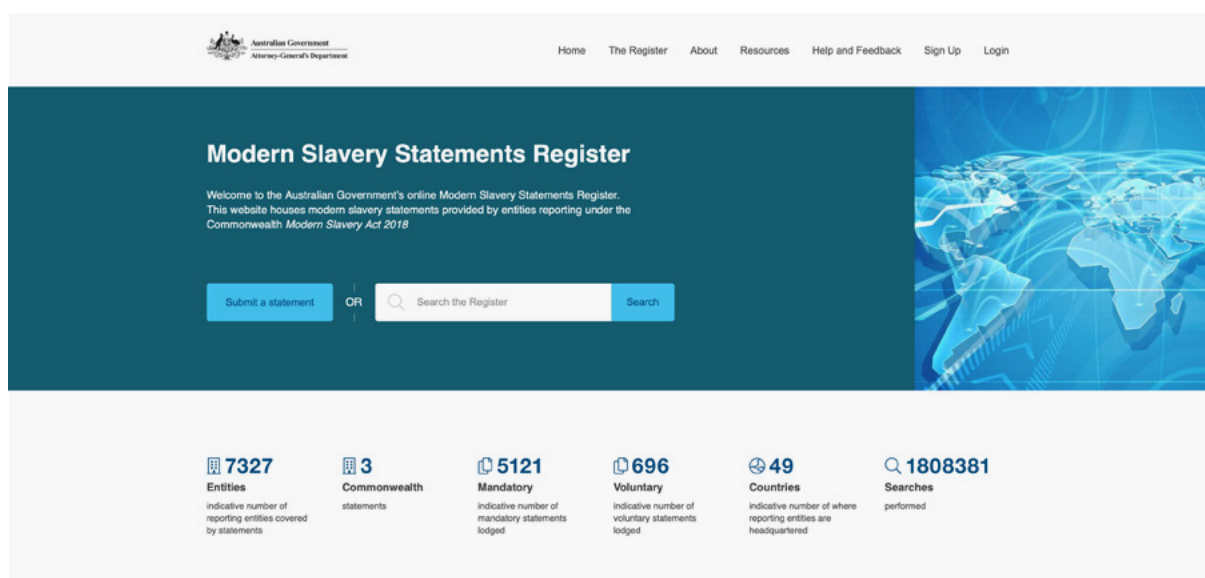 Australian Government
Attorney-General's Department
Home The Register About Resources Help and Feedback Sign Up Login
Modern Slavery Statements Register
Welcome to the Australian Government's online Modern Slavery Statements Register.
This website houses modern slavery statements provided by entities reporting under the
Commonwealth Modern Slavery Act 2018
Submit a statement OR Search the Register Search
7327
Entities
indicative number of
reporting entities covered
by statements
3
Commonwealth
statements
5121
Mandatory
indicative number of
mandatory statements
lodged
696
Voluntary
indicative number of
voluntary statements
lodged
49
Countries
indicative number of where
reporting entities are
headquartered
1808381
Searches
performed